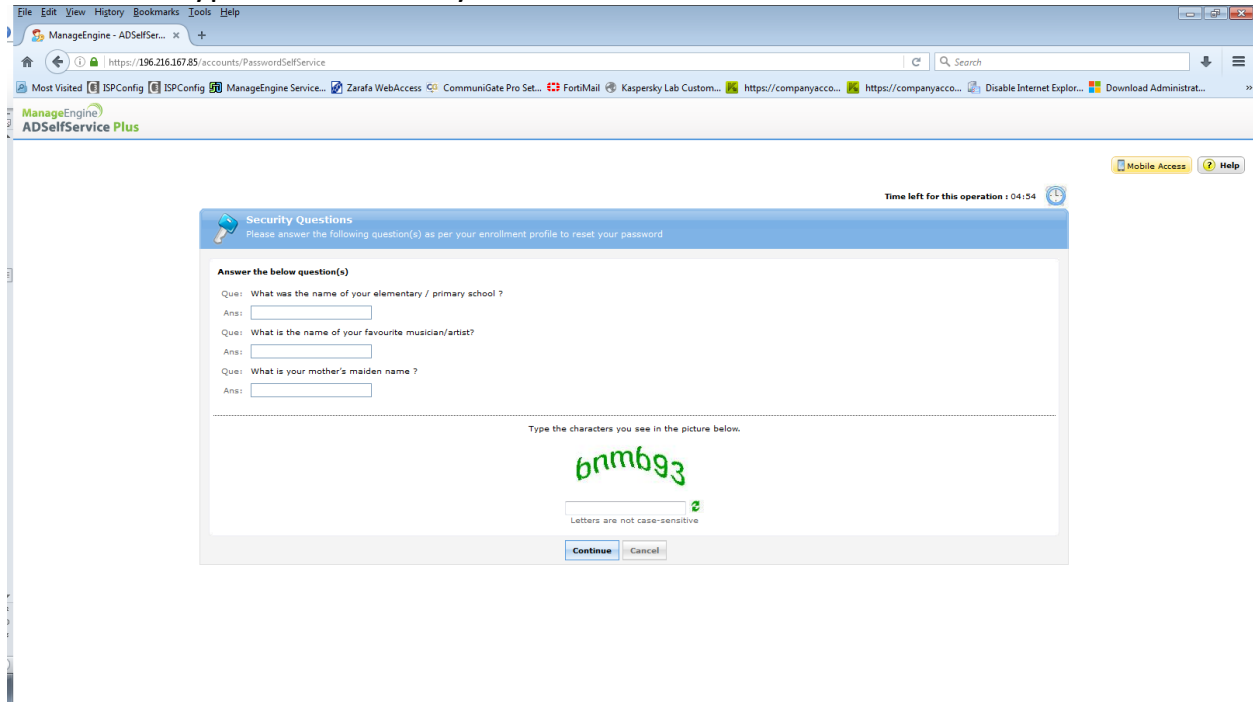 File Edit View History Bookmarks Tools Help
ManageEngine - ADSelfSer... × +
https://196.216.167.85/accounts/PasswordSelfService Search
Most Visited ISPConfig ISPConfig ManageEngine Service... Zarafa WebAccess CommuniGate Pro Set... FortiMail Kaspersky Lab Custom... https://companyacco... https://companyacco... Disable Internet Explor... Download Administrat... »
ManageEngine
ADSelfService Plus
Mobile Access ? Help
Time left for this operation : 04:54
Security Questions
Please answer the following question(s) as per your enrollment profile to reset your password
Answer the below question(s)
Que: What was the name of your elementary / primary school ?
Ans:
Que: What is the name of your favourite musician/artist?
Ans:
Que: What is your mother's maiden name ?
Ans:
Type the characters you see in the picture below.
bnmb93
Letters are not case-sensitive
Continue Cancel